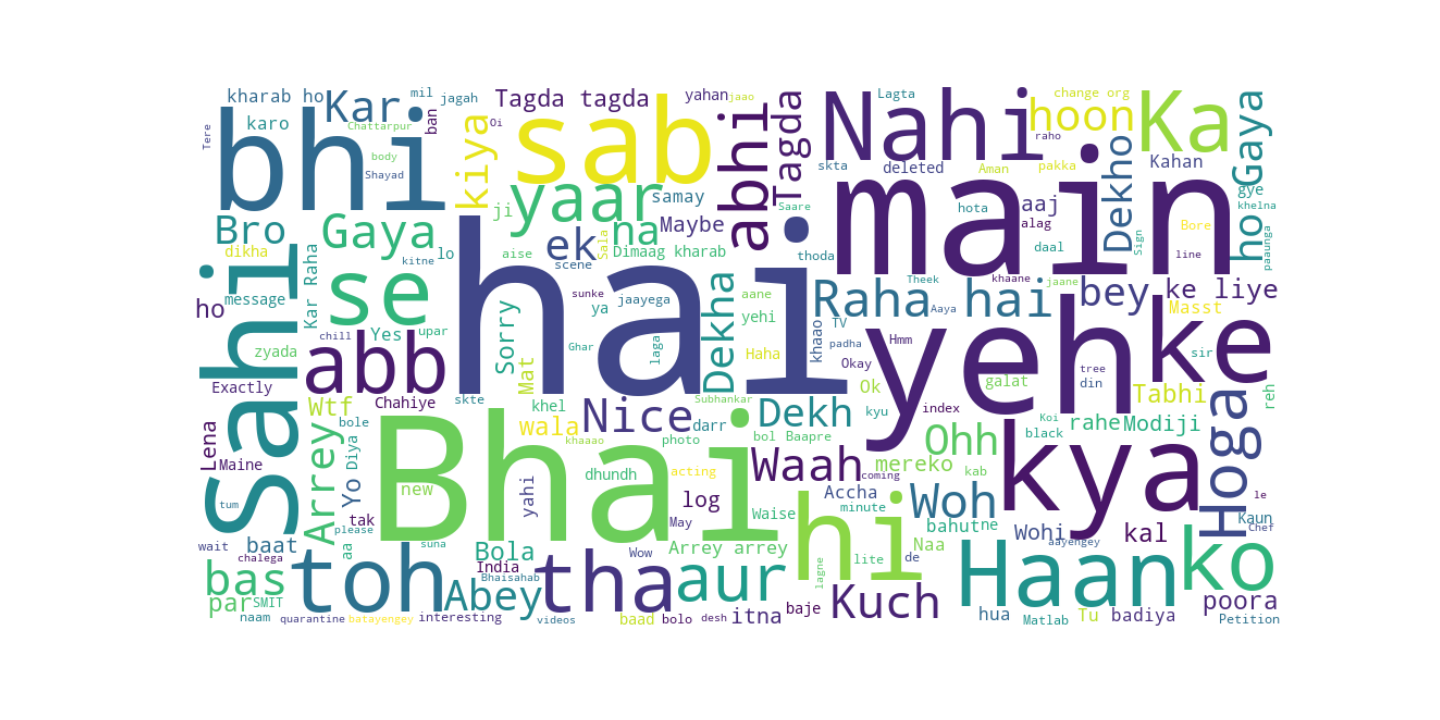 kharab ho
Kar
mil
jagah
Tagda tagda
yahan
jaao
Lagta
change org
Tere
karo
Chattarpur
ban
Oi
kiya
sab
abhi
Tagda
Nahi
raho
hoon
Ka
Gaya
bhi
body
Shayad
skta
deleted
Aman
pakka
Dekho
Kahan
gye
khelna
yaar
samay
ji
Saare
main
hota
aaj
alag
ho
Bro
Gaya
dikha
Kar Raha
kitne
lo
aise
ek
scene
Sala
na
Maybe
Dimaag kharab
thoda
daal
Sign
Bore
line
paaunga
Sahi
se
hai
ho
message
Sorry
sunke
ya
jaayega
Dekha
aane
yehi
Raha hai
Theek
Aaya
khaane
jaane
bey
ke liye
Masst
zyada
Yes
upar
Ghar
laga
Haha
khaao
TV
padha
Hmm
yeh
ke
sir
Exactly
abb
Mat
Okay
galat
tree
din
Chahiye
skte
Subhankar
Ok
kyu
index
Tabhi
reh
Wtf
bole
khel
Nice
darr
Dekh
Koi
black
rahe
Modiji
Hoga
Lena
Maine
Arrey
Yo
Diya
Bhai
wala
khaaao
photo
bol
Baapre
Ohh
kya
new
dhundh
acting
coming
Waah
mereko
kab
tum
yahi
log
Accha
minute
Woh
le
tak
please
May
Waise
hi
bahut
ne
Wohi
aayengey
kal
Kaun
Chef
wait
baat
aa
suna
Bola
Wow
Arrey arrey
lite
Naa
Haan
ko
chalega
India
Bhaisahab
de
bas
toh
Abey
tha
aur
lagne
Kuch
poora
par
SMIT
naam
quarantine
batayengey
interesting
videos
baad
bolo
desh
itna
baje
hua
Matlab
Tu
badiya
Petition